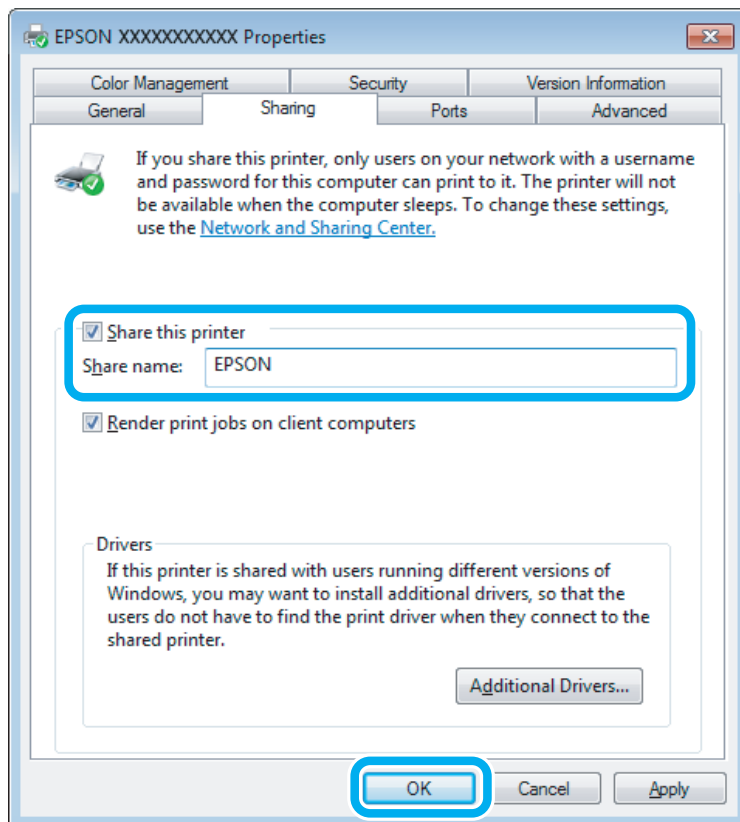 EPSON XXXXXXXXXXX Properties
Color Management Security Version Information
General Sharing Ports Advanced
If you share this printer, only users on your network with a username
and password for this computer can print to it. The printer will not
be available when the computer sleeps. To change these settings,
use the Network and Sharing Center.
Share this printer
Share name: EPSON
Render print jobs on client computers
Drivers
If this printer is shared with users running different versions of
Windows, you may want to install additional drivers, so that the
users do not have to find the print driver when they connect to the
shared printer.
Additional Drivers...
OK Cancel Apply